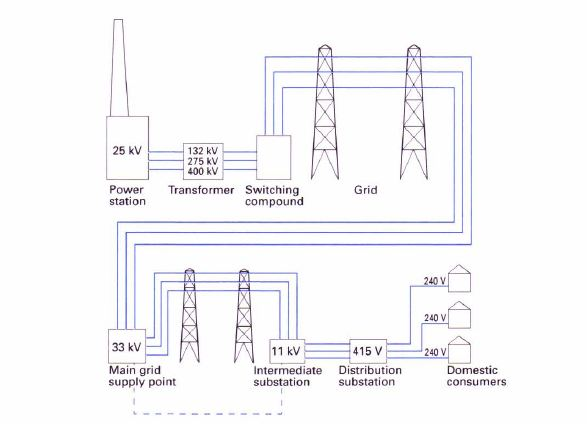 25 kV
132 kV
275 kV
400 kV
Power
station
Transformer
Switching
compound
Grid
240 V
240 V
240 V
33 kV
11 kV
415 V
Main grid
supply point
Intermediate
substation
Distribution
substation
Domestic
consumers